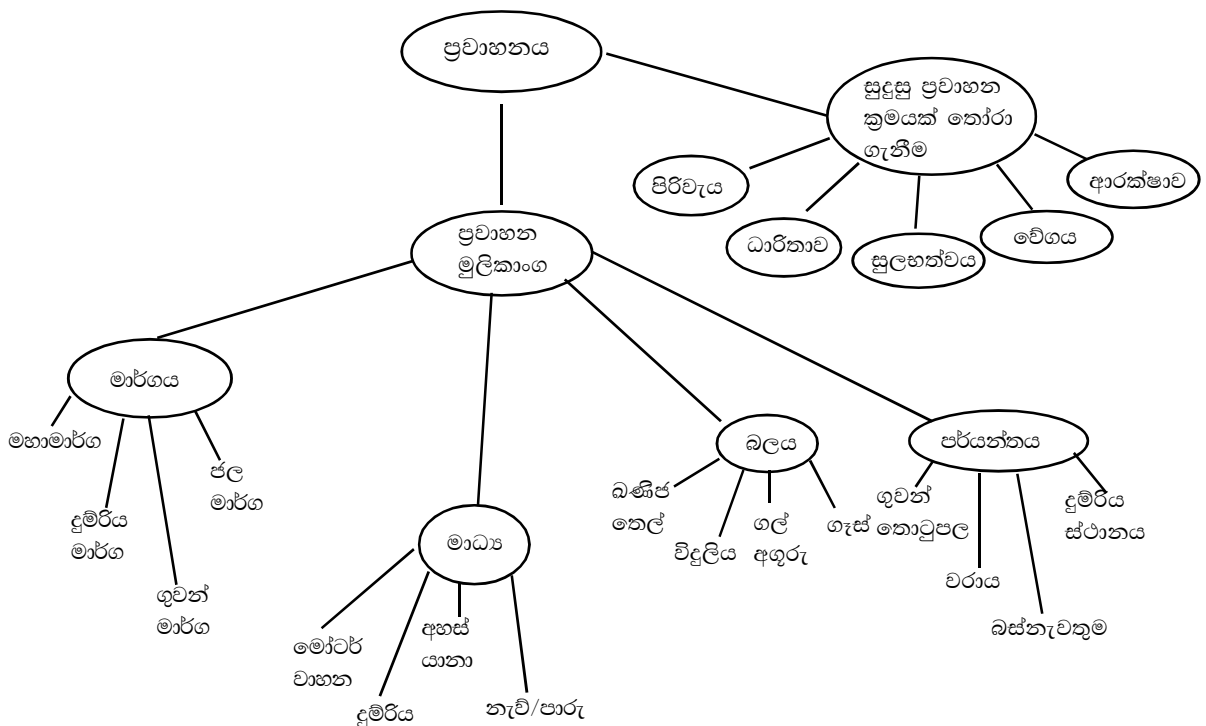 ප්‍රවාහනය
සුදුසු ප්‍රවාහන
ක්‍රමයක් තෝරා
ගැනීම
පිරිවැය
ධාරිතාව
සුලභත්වය
වේගය
ආරක්ෂාව
ප්‍රවාහන
මුලිකාංග
මාර්ගය
මහාමාර්ග
දුම්රිය
මාර්ග
ගුවන්
මාර්ග
ජල
මාර්ග
මාධ්‍ය
මෝටර්
වාහන
දුම්රිය
අහස්
යානා
නැව්/පාරු
බලය
ඛණිජ
තෙල්
විදුලිය
ගල්
අගුරු
ගෑස්
පර්යන්තය
ගුවන්
තොටුපල
වරාය
බස්නැවතුම
දුම්රිය
ස්ථානය